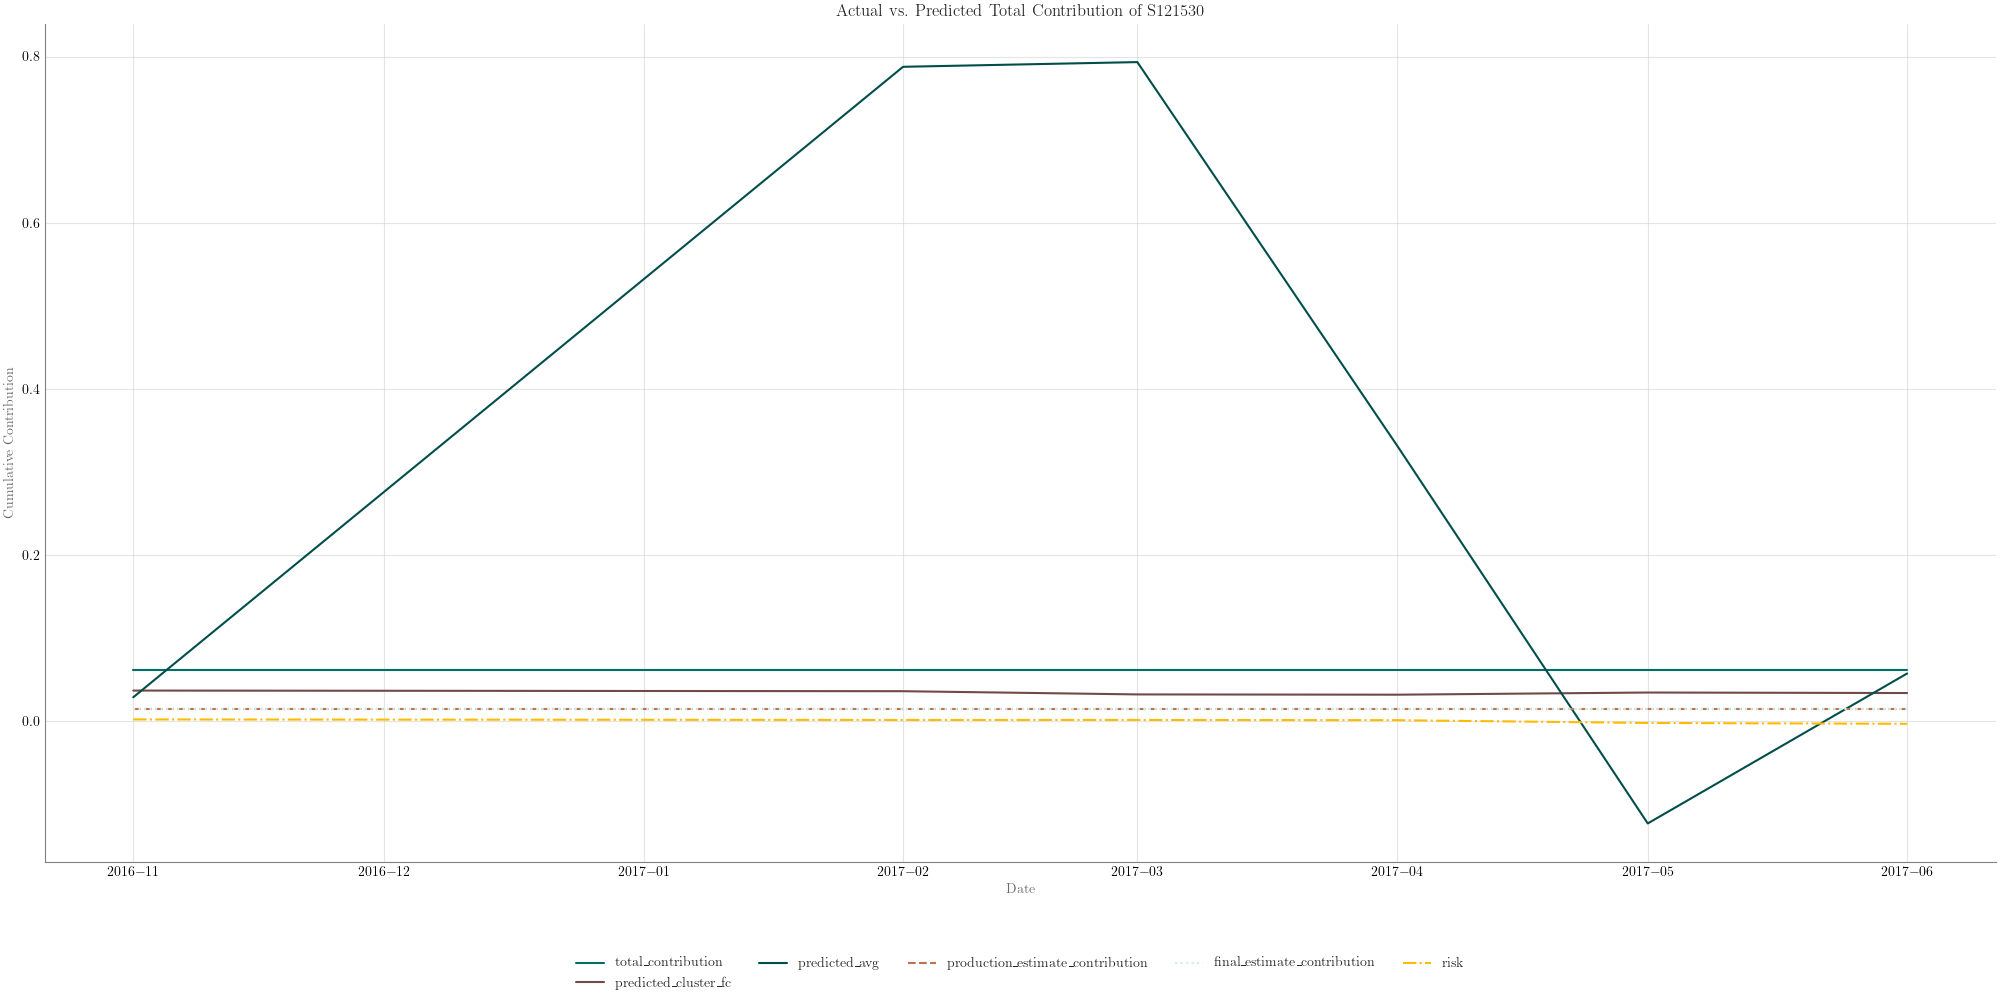 Actual vs. Predicted Total Contribution of S121530
0.8
0.6
0.4
0.2
0.0
Cumulative Contribution
2016−11 2016−12 2017−01 2017−02 2017−03 2017−04 2017−05 2017−06
Date
total_contribution predicted_avg production_estimate_contribution final_estimate_contribution risk
predicted_cluster_fc